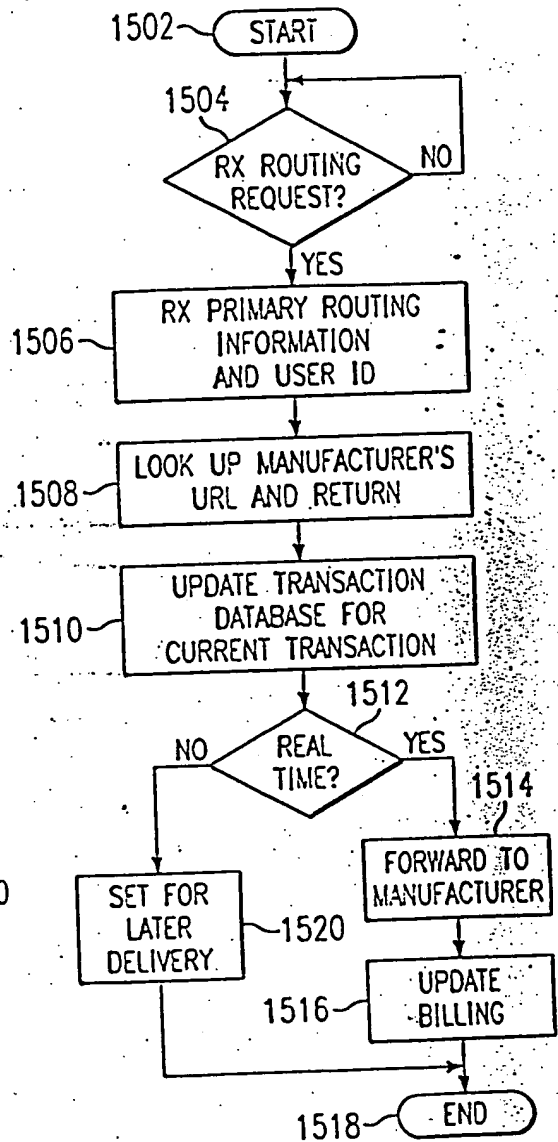 1502
START
1504
RX ROUTING
REQUEST?
NO
YES
1506
RX PRIMARY ROUTING
INFORMATION
AND USER ID
1508
LOOK UP MANUFACTURER'S
URL AND RETURN
1510
UPDATE TRANSACTION
DATABASE FOR
CURRENT TRANSACTION
1512
NO
REAL
TIME?
YES
1514
FORWARD TO
MANUFACTURER
0
SET FOR
LATER
DELIVERY
1520
1516
UPDATE
BILLING
1518
END